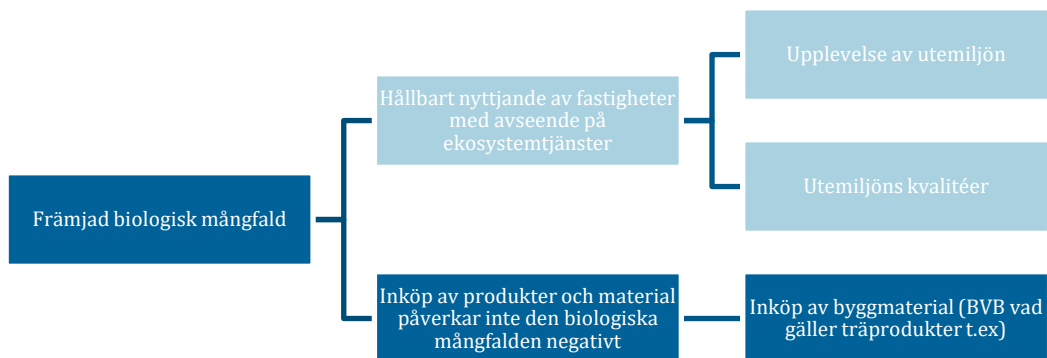 Främjad biologisk mångfald
Hållbart nyttjande av fastigheter
med avseende på
ekosystemtjänster
Upplevelse av utemiljön
Utemiljöns kvalitéer
Inköp av produkter och material
påverkar inte den biologiska
mångfalden negativt
Inköp av byggmaterial (BVB vad
gäller träprodukter t.ex)